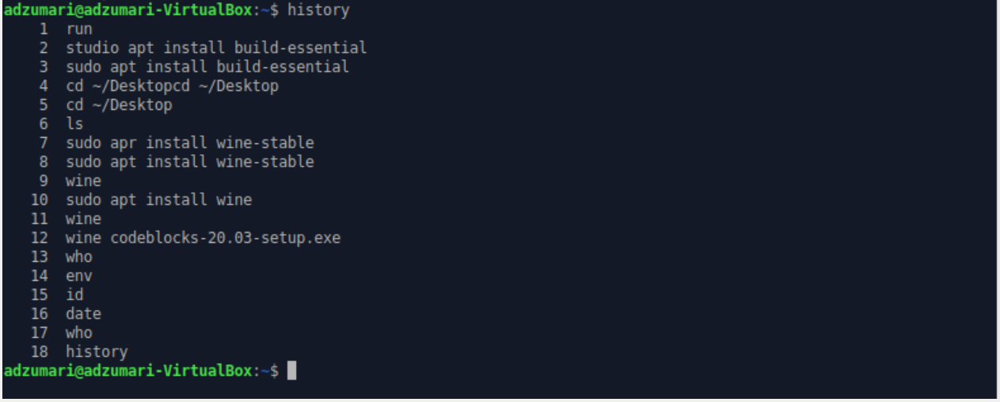 adzumari@adzumari-VirtualBox:~$ history
1 run
2 studio apt install build-essential
3 sudo apt install build-essential
4 cd ~/Desktopcd ~/Desktop
5 cd ~/Desktop
6 ls
7 sudo apr install wine-stable
8 sudo apt install wine-stable
9 wine
10 sudo apt install wine
11 wine
12 wine codeblocks-20.03-setup.exe
13 who
14 env
15 id
16 date
17 who
18 history
adzumari@adzumari-VirtualBox:~$